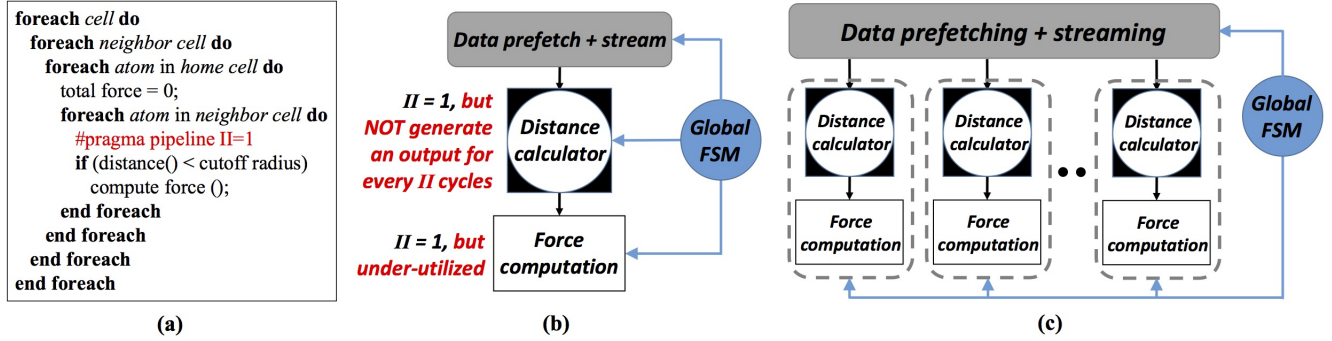 foreach cell do
foreach neighbor cell do
foreach atom in home cell do
total force = 0;
foreach atom in neighbor cell do
#pragma pipeline II=1
if (distance() < cutoff radius)
compute force ();
end foreach
end foreach
end foreach
end foreach
(a)
Data prefetch + stream
II = 1, but
NOT generate
an output for
every II cycles
Distance
calculator
Global
FSM
II = 1, but
under-utilized
Force
computation
(b)
Data prefetching + streaming
Distance
calculator
Force
computation
Distance
calculator
Force
computation
Distance
calculator
Force
computation
Global
FSM
(c)